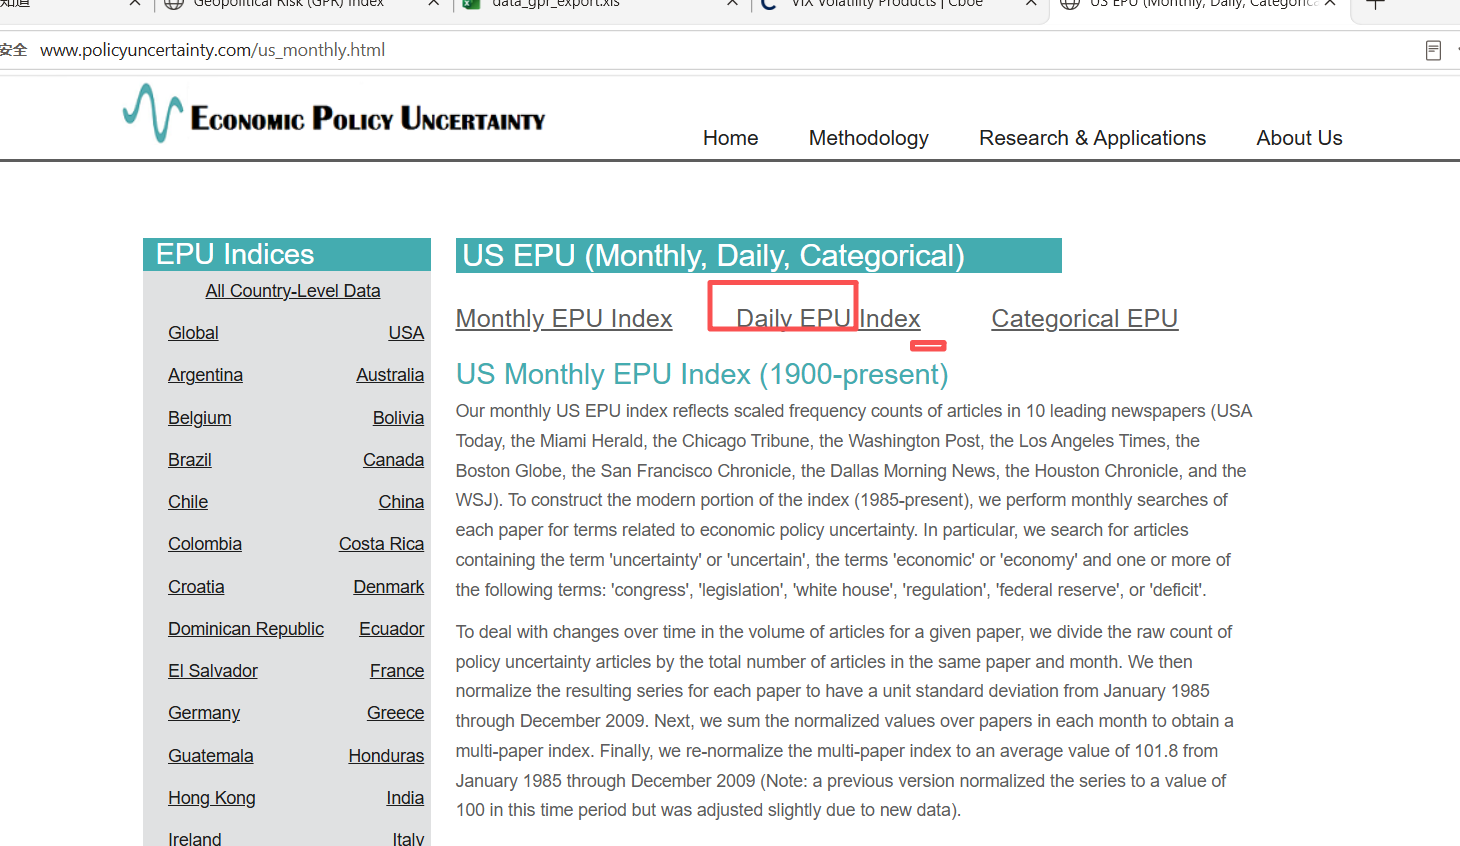 知道
Geopolitical Risk (GPR) Index
data_gpr_export.xls
VIX Volatility Products | Cboe
US EPU (Monthly, Daily, Categorica
安全 www.policyuncertainty.com/us_monthly.html
ECONOMIC POLICY UNCERTAINTY
Home Methodology Research & Applications About Us
EPU Indices
All Country-Level Data
Global USA
Argentina Australia
Belgium Bolivia
Brazil Canada
Chile China
Colombia Costa Rica
Croatia Denmark
Dominican Republic Ecuador
El Salvador France
Germany Greece
Guatemala Honduras
Hong Kong India
Ireland Italy
US EPU (Monthly, Daily, Categorical)
Monthly EPU Index Daily EPU Index Categorical EPU
US Monthly EPU Index (1900-present)
Our monthly US EPU index reflects scaled frequency counts of articles in 10 leading newspapers (USA
Today, the Miami Herald, the Chicago Tribune, the Washington Post, the Los Angeles Times, the
Boston Globe, the San Francisco Chronicle, the Dallas Morning News, the Houston Chronicle, and the
WSJ). To construct the modern portion of the index (1985-present), we perform monthly searches of
each paper for terms related to economic policy uncertainty. In particular, we search for articles
containing the term 'uncertainty' or 'uncertain', the terms 'economic' or 'economy' and one or more of
the following terms: 'congress', 'legislation', 'white house', 'regulation', 'federal reserve', or 'deficit'.
To deal with changes over time in the volume of articles for a given paper, we divide the raw count of
policy uncertainty articles by the total number of articles in the same paper and month. We then
normalize the resulting series for each paper to have a unit standard deviation from January 1985
through December 2009. Next, we sum the normalized values over papers in each month to obtain a
multi-paper index. Finally, we re-normalize the multi-paper index to an average value of 101.8 from
January 1985 through December 2009 (Note: a previous version normalized the series to a value of
100 in this time period but was adjusted slightly due to new data).